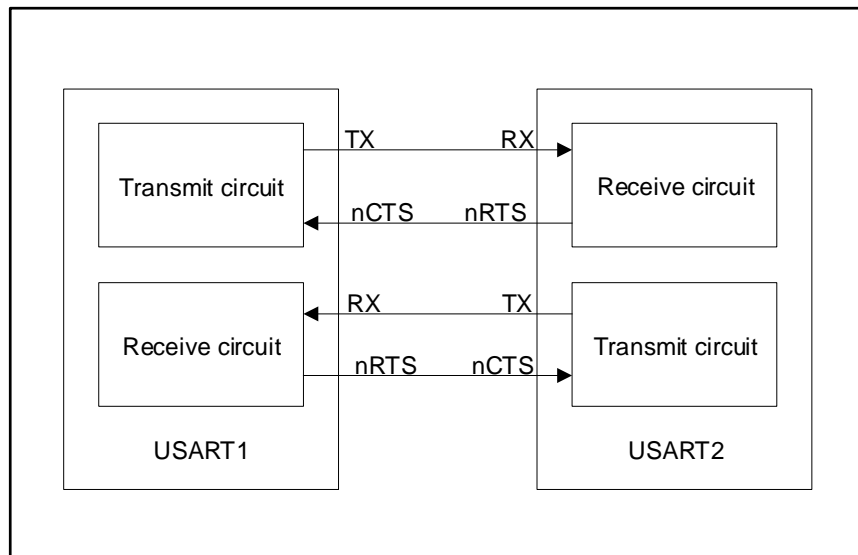 TX RX
Transmit circuit
Receive circuit
nCTS nRTS
RX TX
Receive circuit
Transmit circuit
nRTS nCTS
USART1
USART2